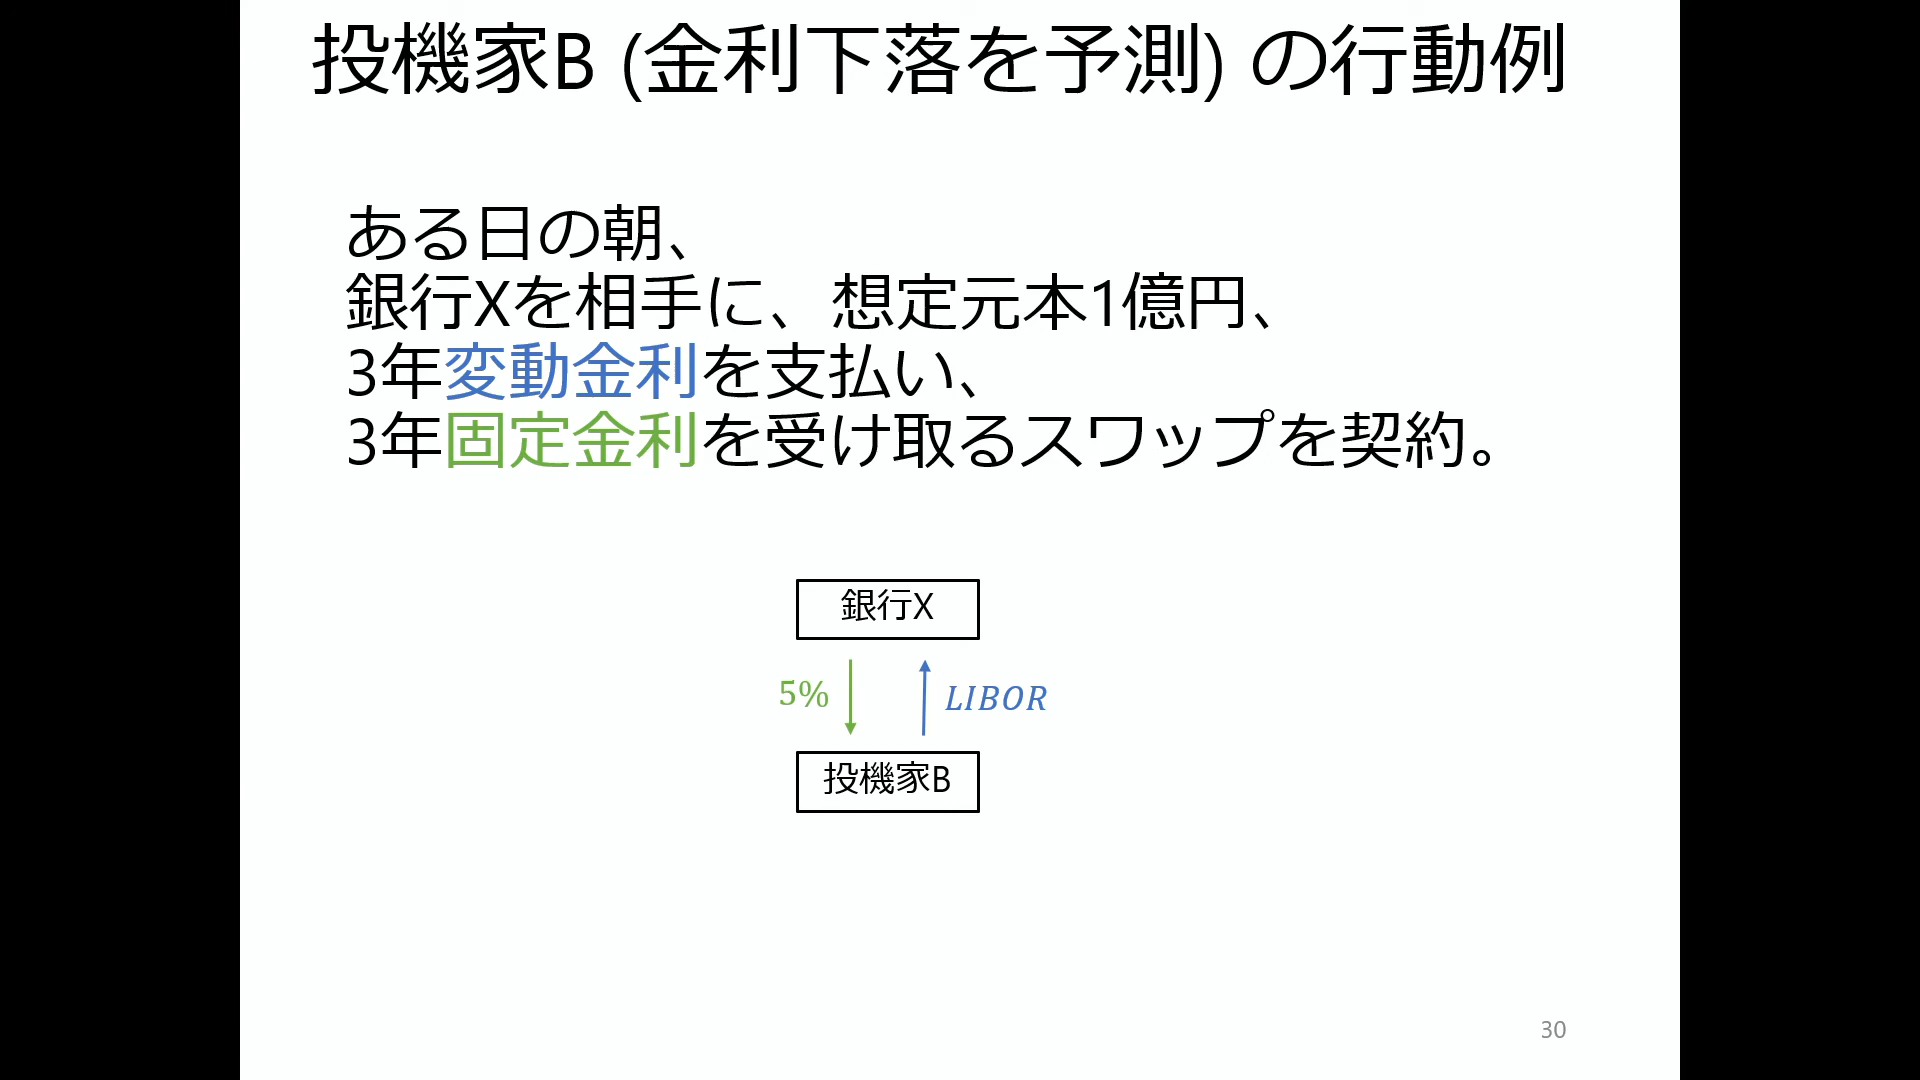 投機家B (金利下落を予測) の行動例
ある日の朝、
銀行Xを相手に、想定元本1億円、
3年変動金利を支払い、
3年固定金利を受け取るスワップを契約。
銀行X
5%
LIBOR
投機家B
30